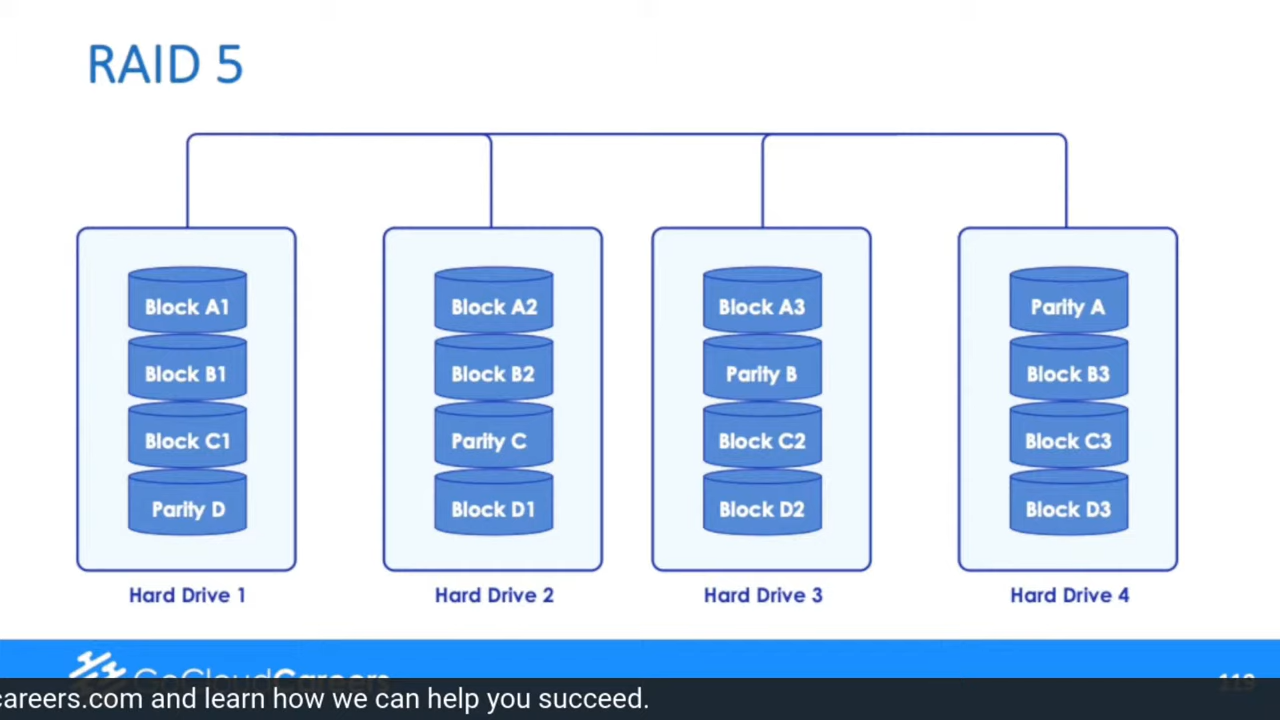 RAID 5
Block A1 Block A2 Block A3 Parity A
Block B1 Block B2 Parity B Block B3
Block C1 Parity C Block C2 Block C3
Parity D Block D1 Block D2 Block D3
Hard Drive 1 Hard Drive 2 Hard Drive 3 Hard Drive 4
GoCloudCareers
careers.com and learn how we can help you succeed.